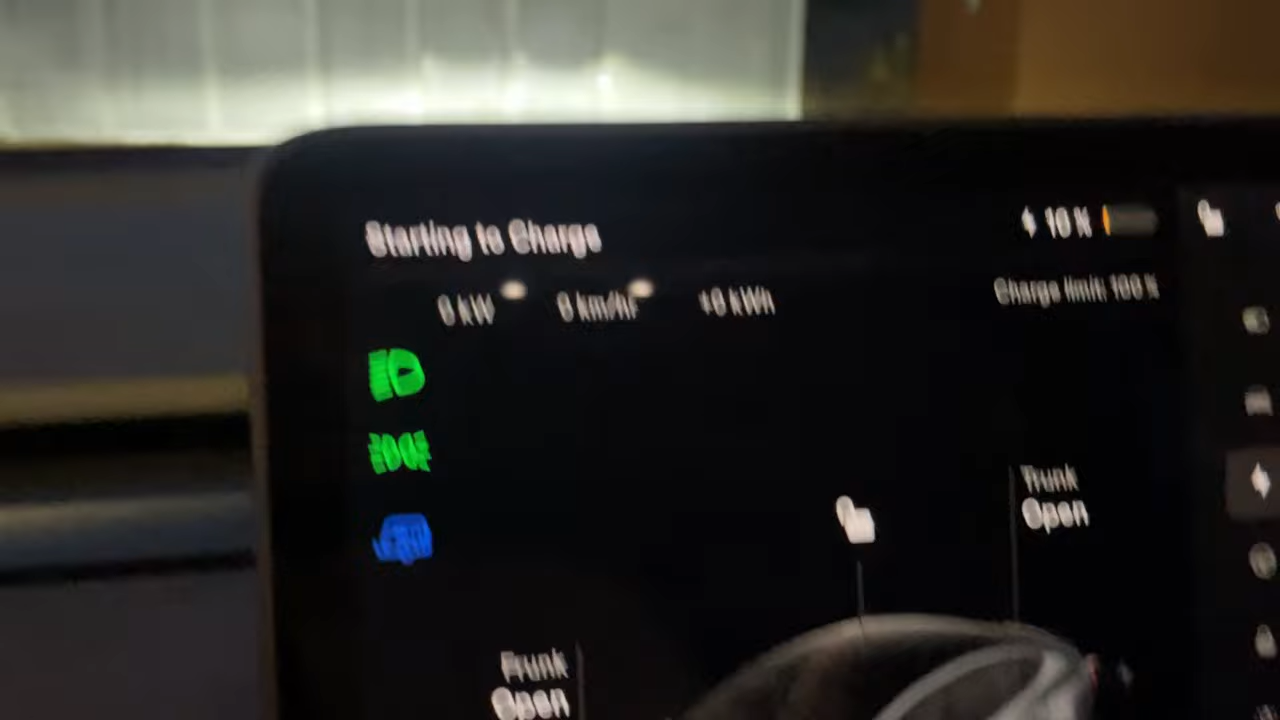 Starting to Charge
10 %
0 kW
0 km/hr
+0 kWh
Charge limit: 100 %
Trunk
Open
Frunk
Open